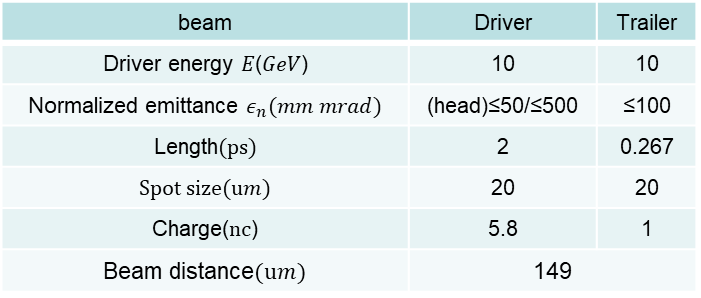 beam Driver Trailer
Driver energy E(GeV) 10 10
Normalized emittance ϵn(mm mrad) (head)≤50/≤500 ≤100
Length(ps) 2 0.267
Spot size(um) 20 20
Charge(nc) 5.8 1
Beam distance(um) 149